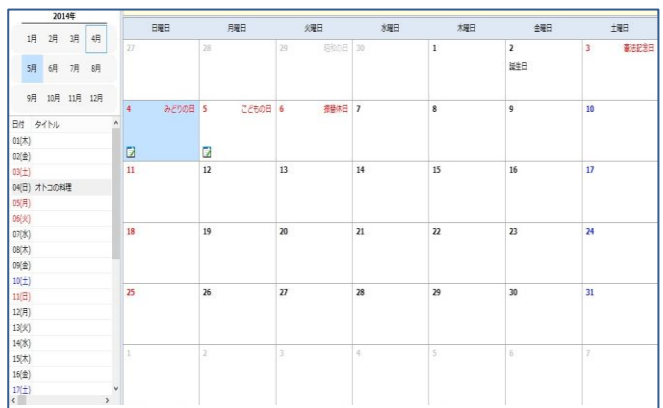 2014年
1月 2月 3月 4月
5月 6月 7月 8月
9月 10月 11月 12月
日付 タイトル
01(木)
02(金)
03(土)
04(日) オトコの料理
05(月)
06(火)
07(水)
08(木)
09(金)
10(土)
11(日)
12(月)
13(火)
14(水)
15(木)
16(金)
17(土)
日曜日 月曜日 火曜日 水曜日 木曜日 金曜日 土曜日
27 28 29 昭和の日 30 1 2 3 憲法記念日
誕生日
4 みどりの日 5 こどもの日 6 振替休日 7 8 9 10
11 12 13 14 15 16 17
18 19 20 21 22 23 24
25 26 27 28 29 30 31
1 2 3 4 5 6 7